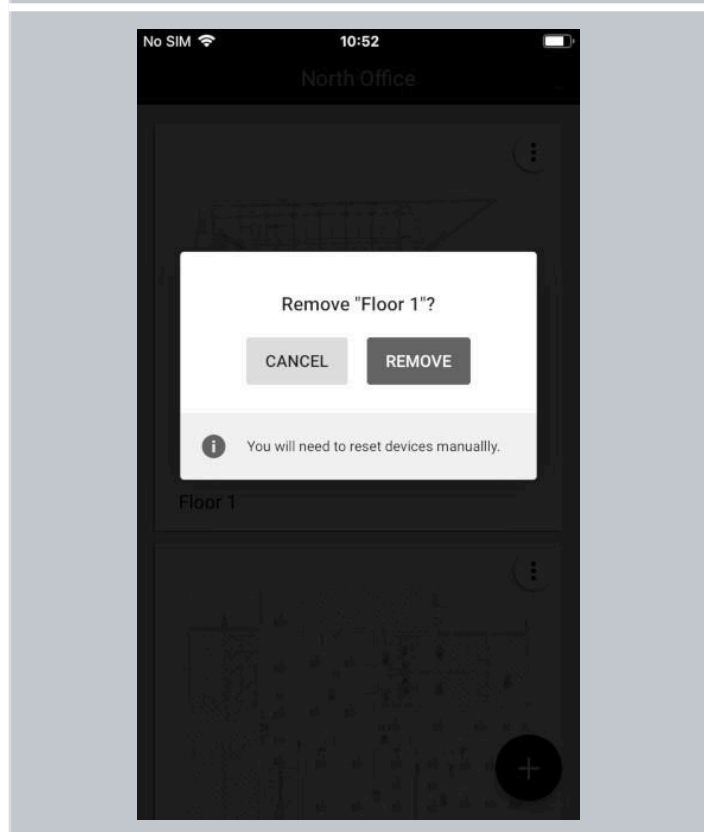 No SIM 10:52
North Office
Remove "Floor 1"?
CANCEL REMOVE
You will need to reset devices manuallly.
Floor 1